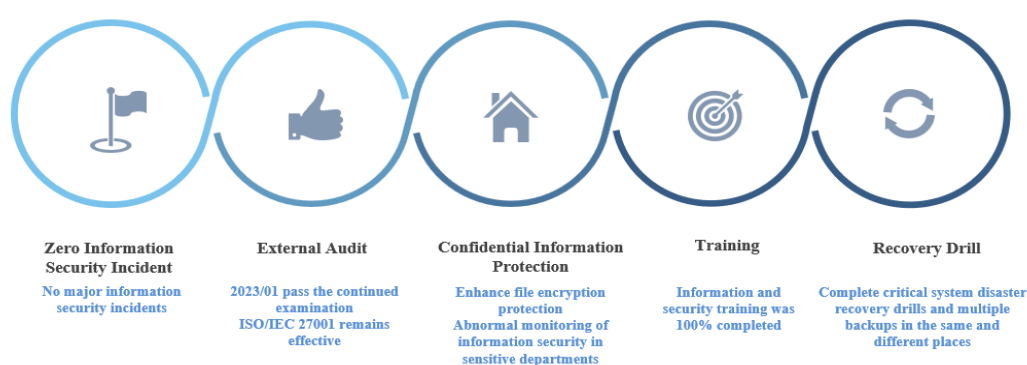 Zero Information
Security Incident
No major information
security incidents
External Audit
2023/01 pass the continued
examination
ISO/IEC 27001 remains
effective
Confidential Information
Protection
Enhance file encryption
protection
Abnormal monitoring of
information security in
sensitive departments
Training
Information and
security training was
100% completed
Recovery Drill
Complete critical system disaster
recovery drills and multiple
backups in the same and
different places